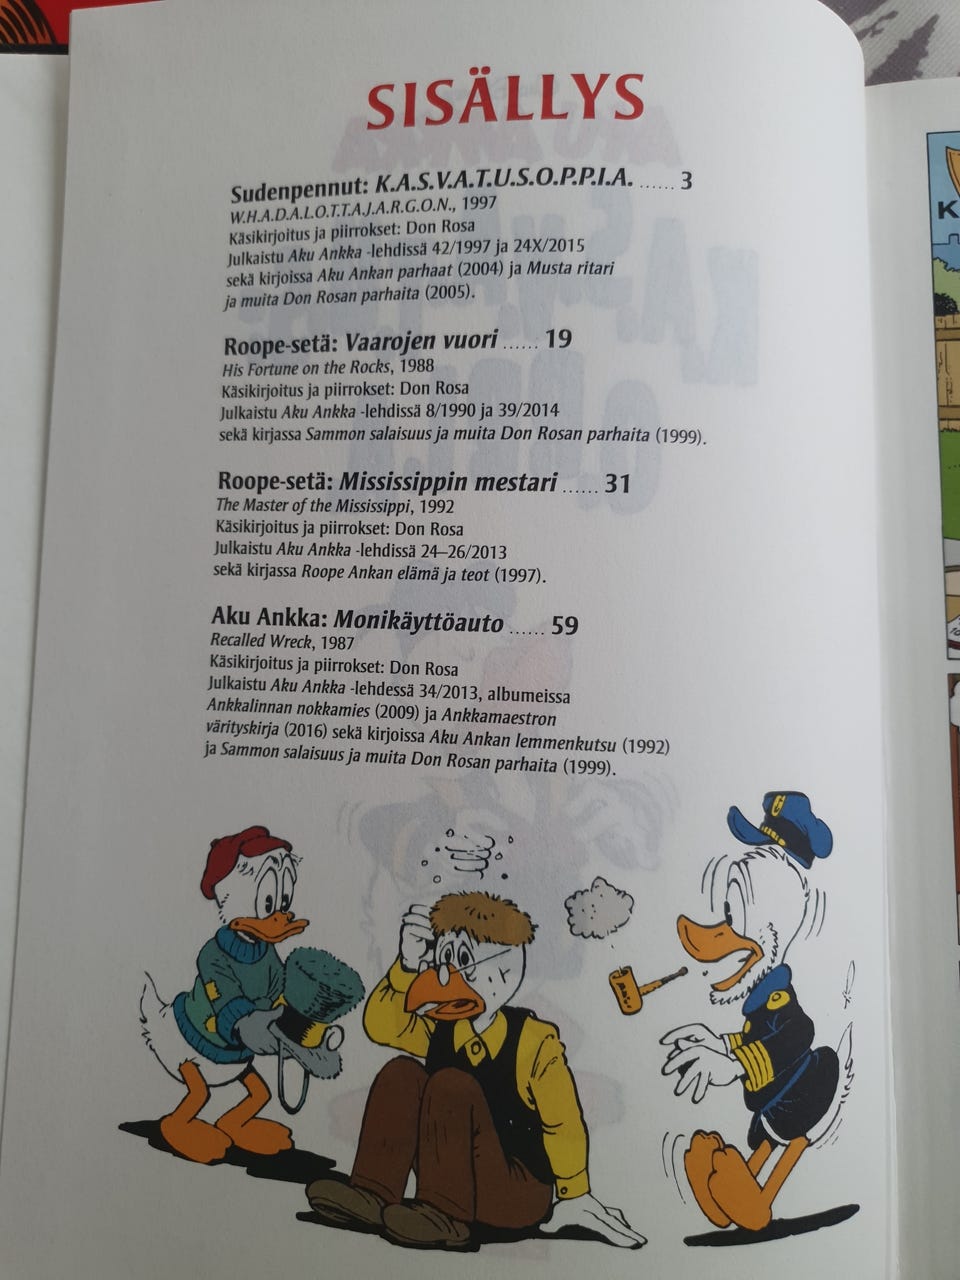 SISÄLLYS
Sudenpennut: K.A.S.V.A.T.U.S.O.P.P.I.A. ...... 3
W.H.A.D.A.L.O.T.T.A.J.A.R.G.O.N., 1997
Käsikirjoitus ja piirrokset: Don Rosa
Julkaistu Aku Ankka -lehdissä 42/1997 ja 24X/2015
sekä kirjoissa Aku Ankan parhaat (2004) ja Musta ritari
ja muita Don Rosan parhaita (2005).
Roope-setä: Vaarojen vuori ...... 19
His Fortune on the Rocks, 1988
Käsikirjoitus ja piirrokset: Don Rosa
Julkaistu Aku Ankka -lehdissä 8/1990 ja 39/2014
sekä kirjassa Sammon salaisuus ja muita Don Rosan parhaita (1999).
Roope-setä: Mississippin mestari ...... 31
The Master of the Mississippi, 1992
Käsikirjoitus ja piirrokset: Don Rosa
Julkaistu Aku Ankka -lehdissä 24–26/2013
sekä kirjassa Roope Ankan elämä ja teot (1997).
Aku Ankka: Monikäyttöauto ...... 59
Recalled Wreck, 1987
Käsikirjoitus ja piirrokset: Don Rosa
Julkaistu Aku Ankka -lehdessä 34/2013, albumeissa
Ankkalinnan nokkamies (2009) ja Ankkamaestron
värityskirja (2016) sekä kirjoissa Aku Ankan lemmenkutsu (1992)
ja Sammon salaisuus ja muita Don Rosan parhaita (1999).
K